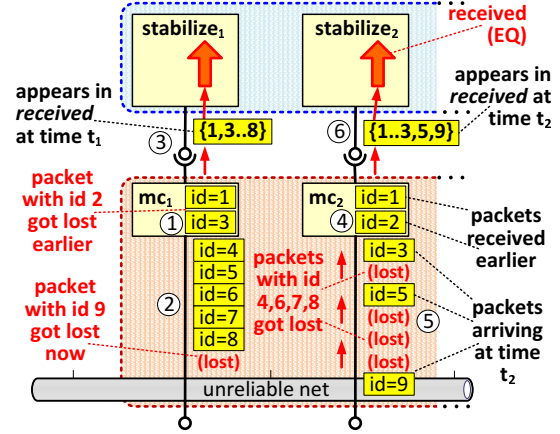 stabilize1
stabilize2
received
(EQ)
appears in
received
at time t1
{1,3..8}
{1..3,5,9}
appears in
received at
time t2
③
⑥
packet
with id 2
got lost
earlier
mc1
id=1
①
id=3
mc2
id=1
④
id=2
packets
received
earlier
id=4
id=5
②
id=6
id=7
id=8
(lost)
packets
with id
4,6,7,8
got lost
id=3
(lost)
id=5
(lost)
(lost)
(lost)
id=9
⑤
packet
with id 9
got lost
now
packets
arriving
at time
t2
unreliable net